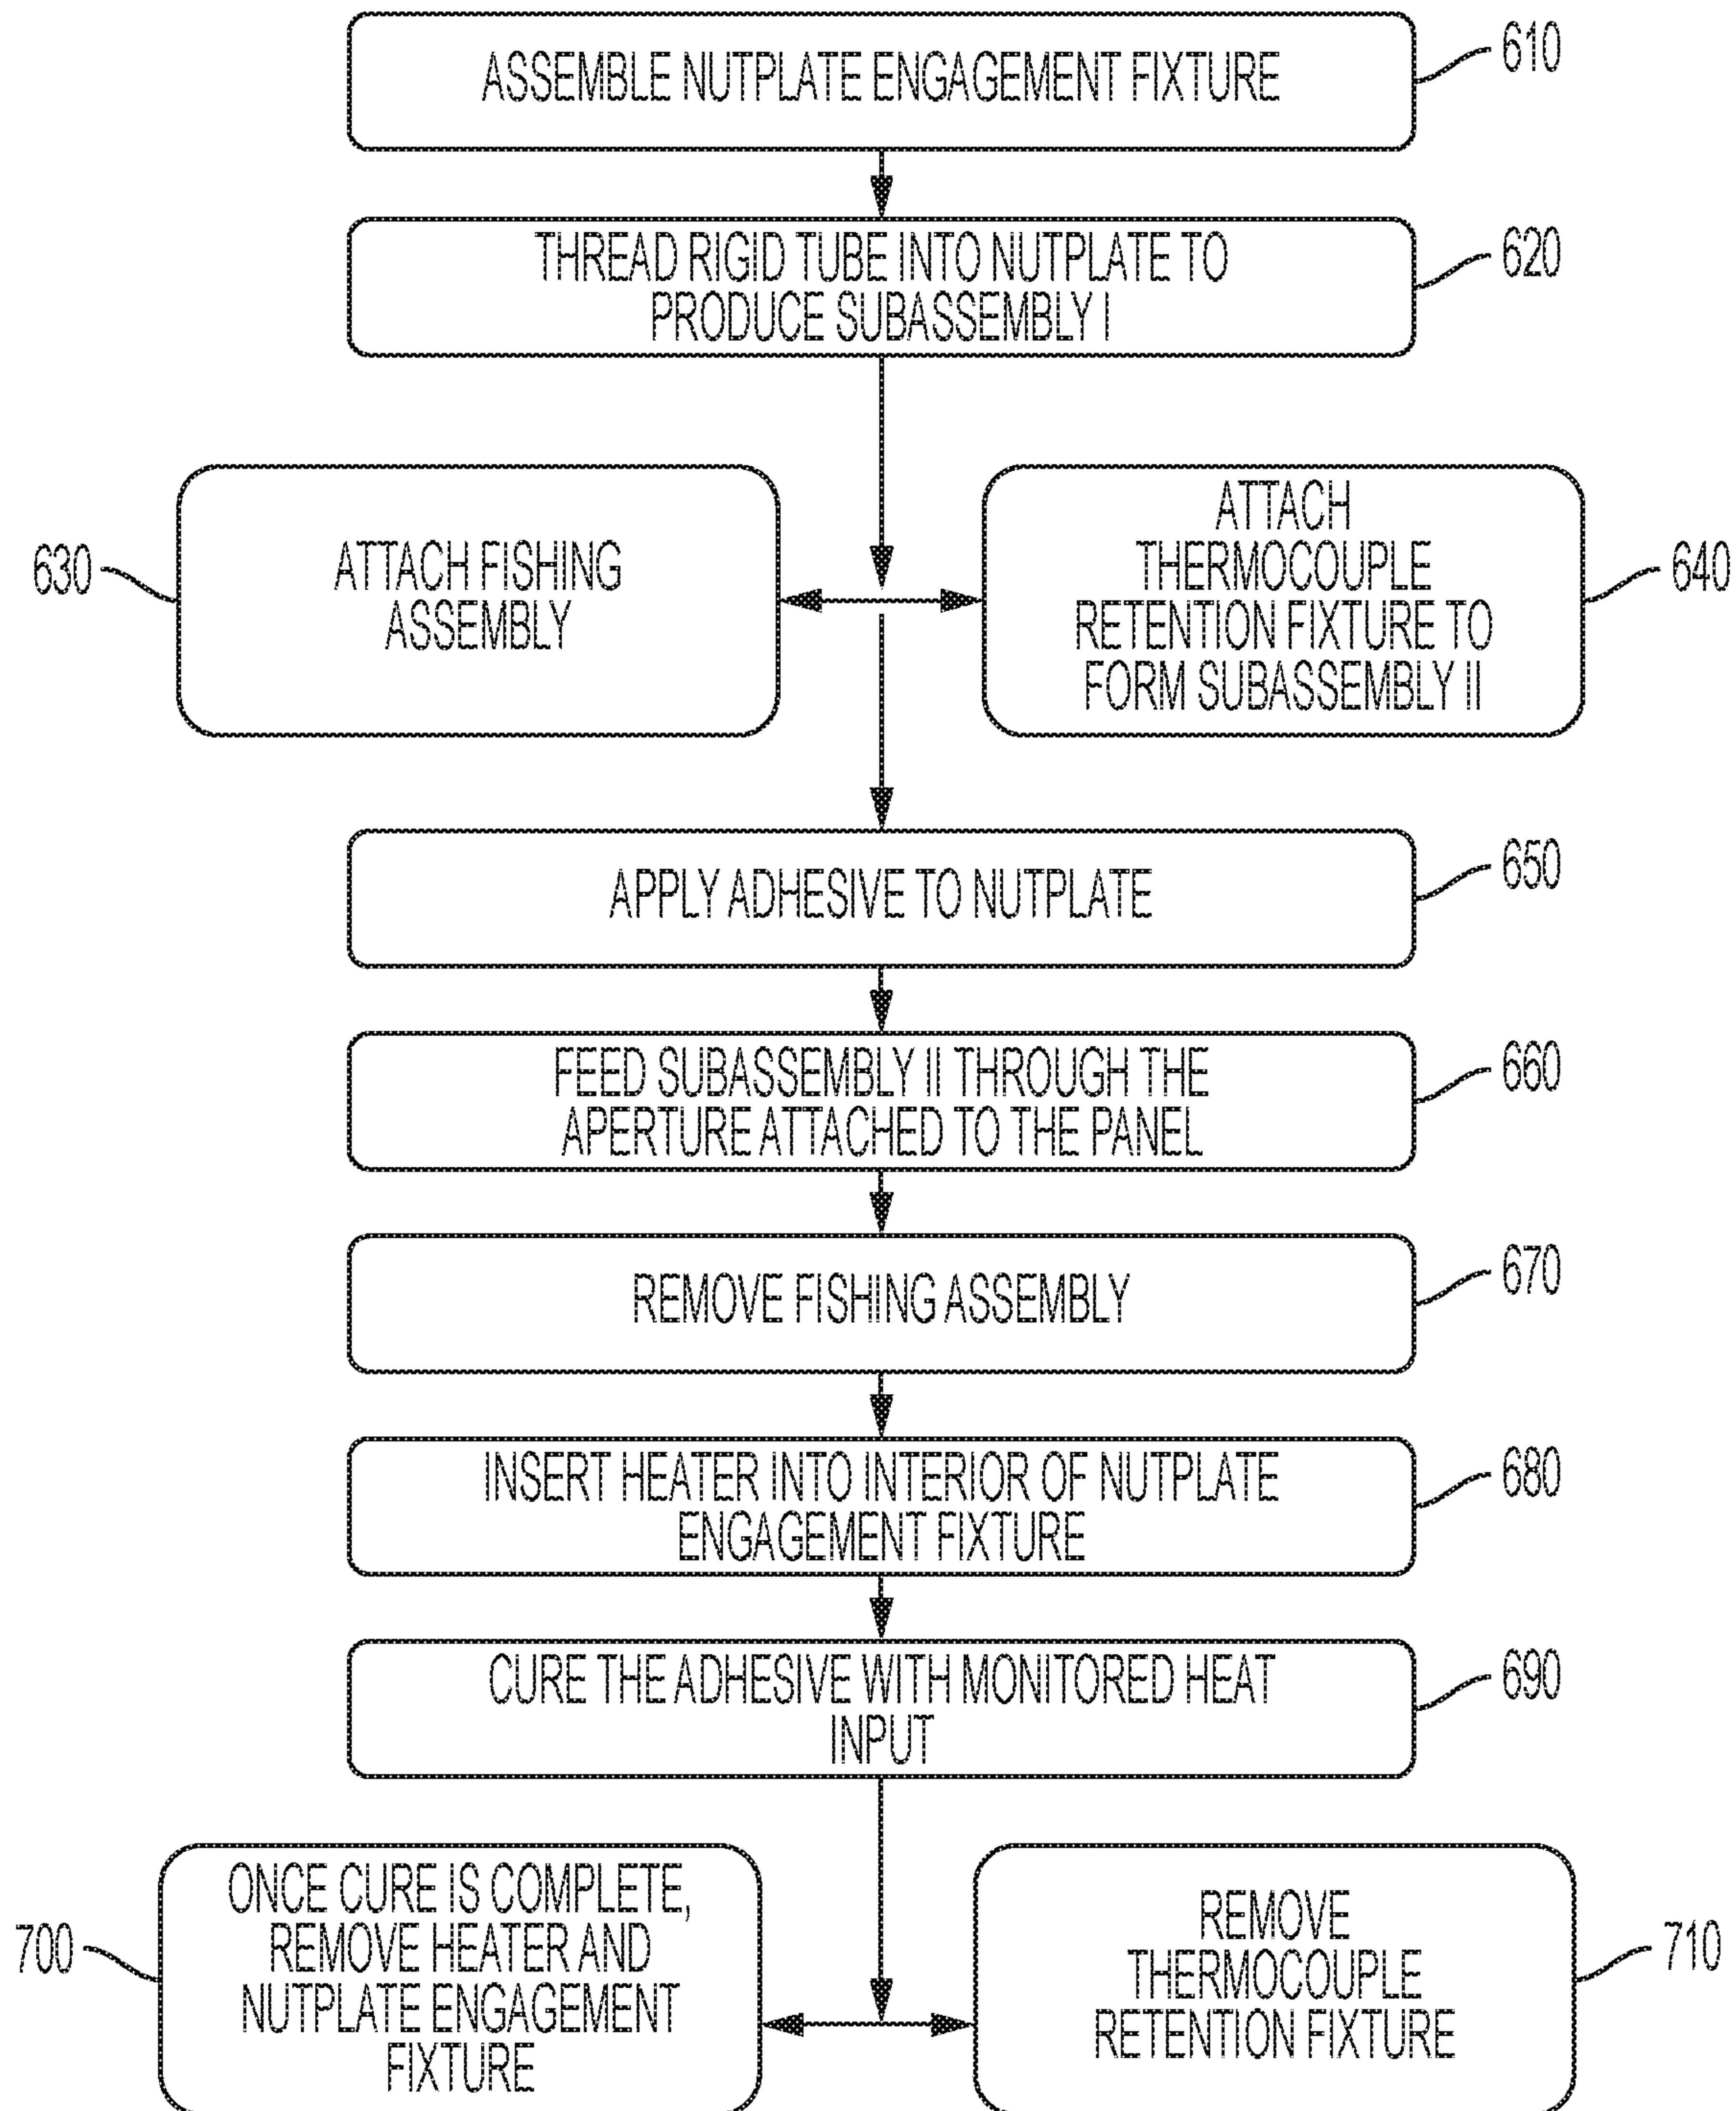 ASSEMBLE NUTPLATE ENGAGEMENT FIXTURE
610
THREAD RIGID TUBE INTO NUTPLATE TO
PRODUCE SUBASSEMBLY I
620
630
ATTACH FISHING
ASSEMBLY
ATTACH
THERMOCOUPLE
RETENTION FIXTURE TO
FORM SUBASSEMBLY II
640
APPLY ADHESIVE TO NUTPLATE
650
FEED SUBASSEMBLY II THROUGH THE
APERTURE ATTACHED TO THE PANEL
660
REMOVE FISHING ASSEMBLY
670
INSERT HEATER INTO INTERIOR OF NUTPLATE
ENGAGEMENT FIXTURE
680
CURE THE ADHESIVE WITH MONITORED HEAT
INPUT
690
700
ONCE CURE IS COMPLETE,
REMOVE HEATER AND
NUTPLATE ENGAGEMENT
FIXTURE
REMOVE
THERMOCOUPLE
RETENTION FIXTURE
710